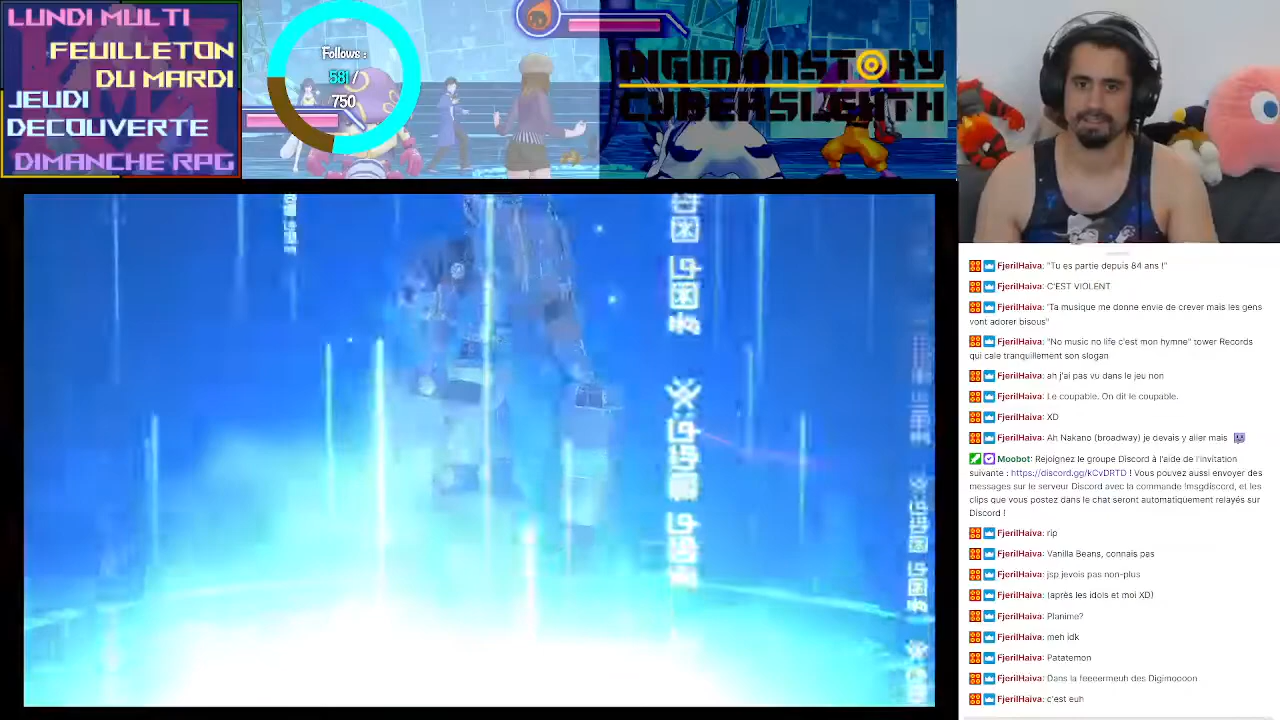 LUNDI MULTI
FEUILLETON
DU MARDI
JEUDI
DECOUVERTE
DIMANCHE RPG
Follows :
581 /
750
DIGIMONSTORY
CYBERSLEUTH
FjerilHaiva: "Tu es partie depuis 84 ans !"
FjerilHaiva: C'EST VIOLENT
FjerilHaiva: "Ta musique me donne envie de crever mais les gens
vont adorer bisous"
FjerilHaiva: "No music no life c'est mon hymne" tower Records
qui cale tranquillement son slogan
FjerilHaiva: ah j'ai pas vu dans le jeu non
FjerilHaiva: Le coupable. On dit le coupable.
FjerilHaiva: XD
FjerilHaiva: Ah Nakano (broadway) je devais y aller mais
Moobot: Rejoignez le groupe Discord à l'aide de l'invitation
suivante : https://discord.gg/kCvDRTD ! Vous pouvez aussi envoyer des
messages sur le serveur Discord avec la commande !msgdiscord, et les
clips que vous postez dans le chat seront automatiquement relayés sur
Discord !
FjerilHaiva: rip
FjerilHaiva: Vanilla Beans, connais pas
FjerilHaiva: jsp jevois pas non-plus
FjerilHaiva: (après les idols et moi XD)
FjerilHaiva: Planime?
FjerilHaiva: meh idk
FjerilHaiva: Patatemon
FjerilHaiva: Dans la feeeermeuh des Digimooooon
FjerilHaiva: c'est euh